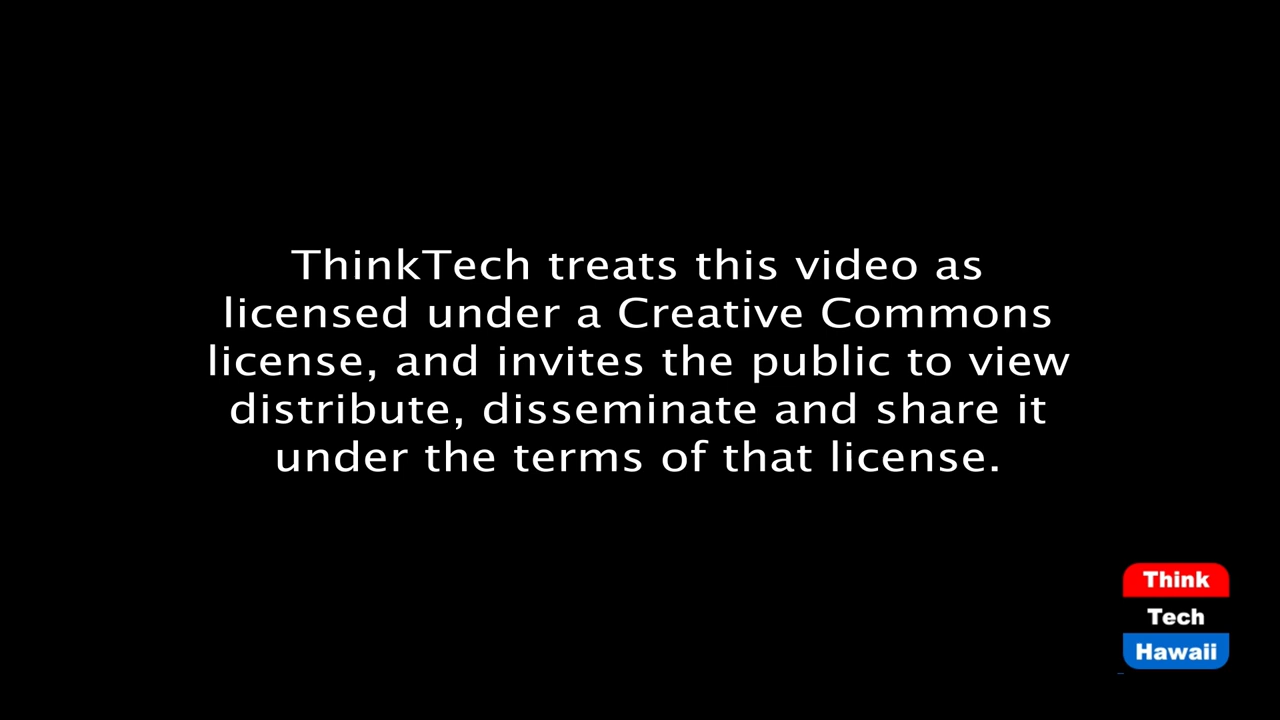 ThinkTech treats this video as
licensed under a Creative Commons
license, and invites the public to view
distribute, disseminate and share it
under the terms of that license.
Think
Tech
Hawaii